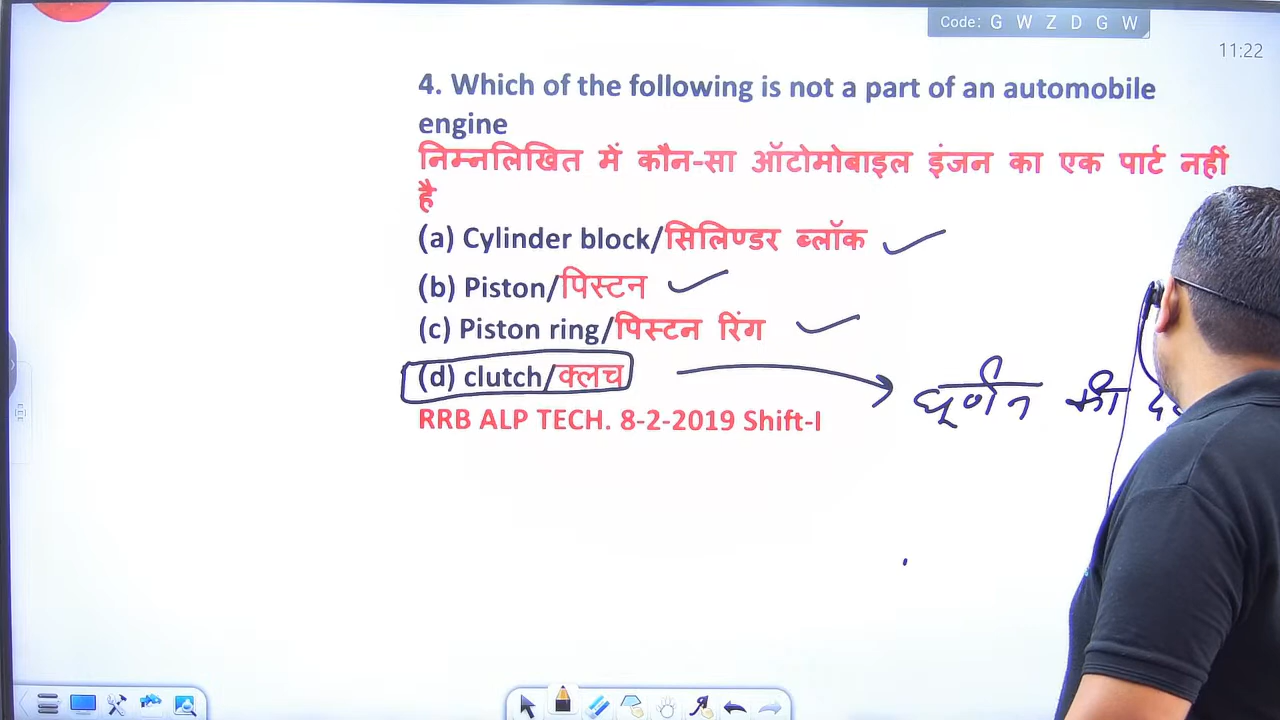 Code: G W Z D G W
11:22
4. Which of the following is not a part of an automobile
engine
निम्नलिखित में कौन-सा ऑटोमोबाइल इंजन का एक पार्ट नहीं
है
(a) Cylinder block/सिलिण्डर ब्लॉक
(b) Piston/पिस्टन
(c) Piston ring/पिस्टन रिंग
(d) clutch/क्लच
घूर्णन की
RRB ALP TECH. 8-2-2019 Shift-I